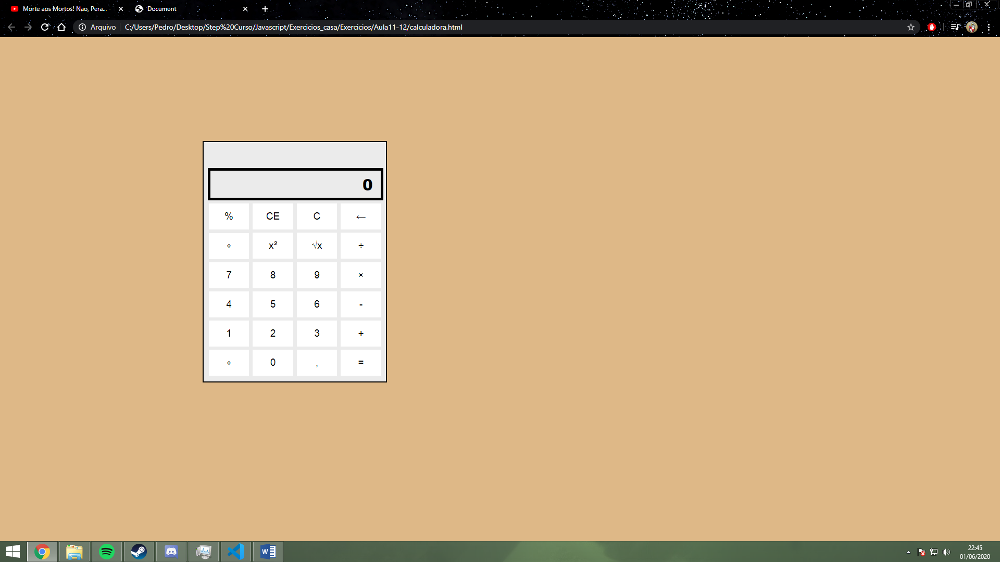 Morte aos Mortos! Nao, Pera... -
Document
Arquivo
C:/Users/Pedro/Desktop/Step%20Curso/Javascript/Exercicios_casa/Exercicios/Aula11-12/calculadora.html
0
% CE C ←
⋄ x² √x ÷
7 8 9 ×
4 5 6 -
1 2 3 +
⋄ 0 , =
22:45
01/06/2020